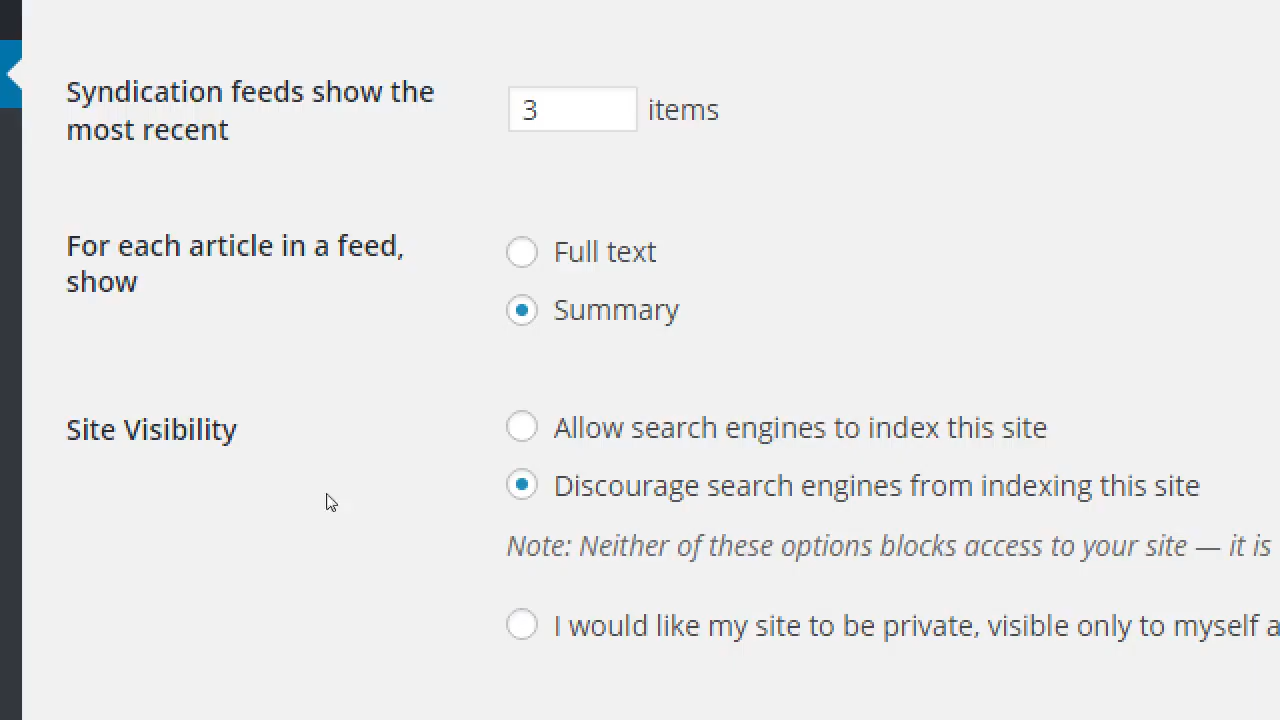 Syndication feeds show the
most recent
3 items
For each article in a feed,
show
Full text
Summary
Site Visibility
Allow search engines to index this site
Discourage search engines from indexing this site
Note: Neither of these options blocks access to your site — it is
I would like my site to be private, visible only to myself a